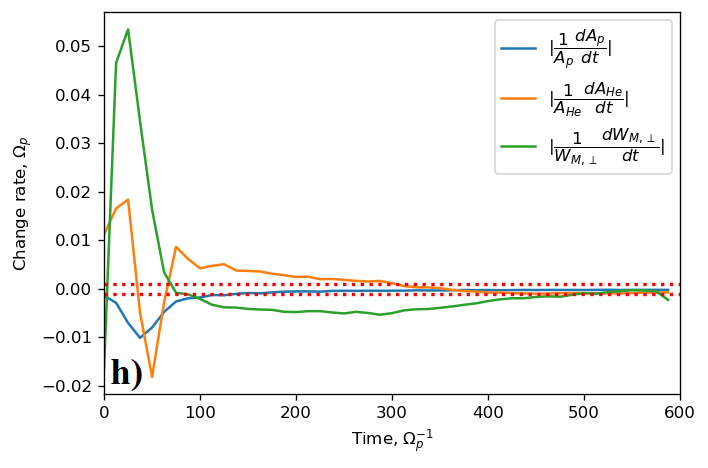 0.05
0.04
0.03
0.02
0.01
0.00
−0.01
−0.02
Change rate, Ω_p
|1/A_p dA_p/dt|
|1/A_He dA_He/dt|
|1/W_M,⊥ dW_M,⊥/dt|
h)
0 100 200 300 400 500 600
Time, Ω_p^−1